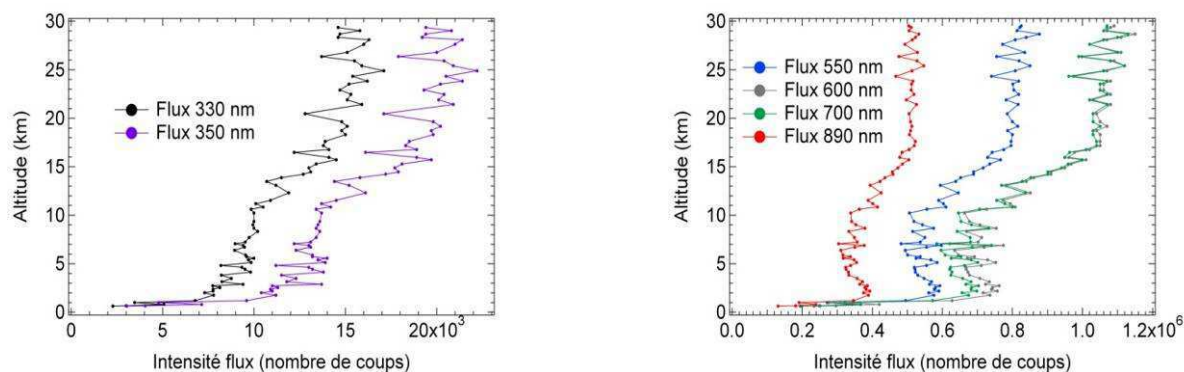 30
25
20
15
10
5
0
Altitude (km)
Flux 330 nm
Flux 350 nm
0 5 10 15 20x10³
Intensité flux (nombre de coups)
30
25
20
15
10
5
0
Altitude (km)
Flux 550 nm
Flux 600 nm
Flux 700 nm
Flux 890 nm
0.0 0.2 0.4 0.6 0.8 1.0 1.2x10⁶
Intensité flux (nombre de coups)